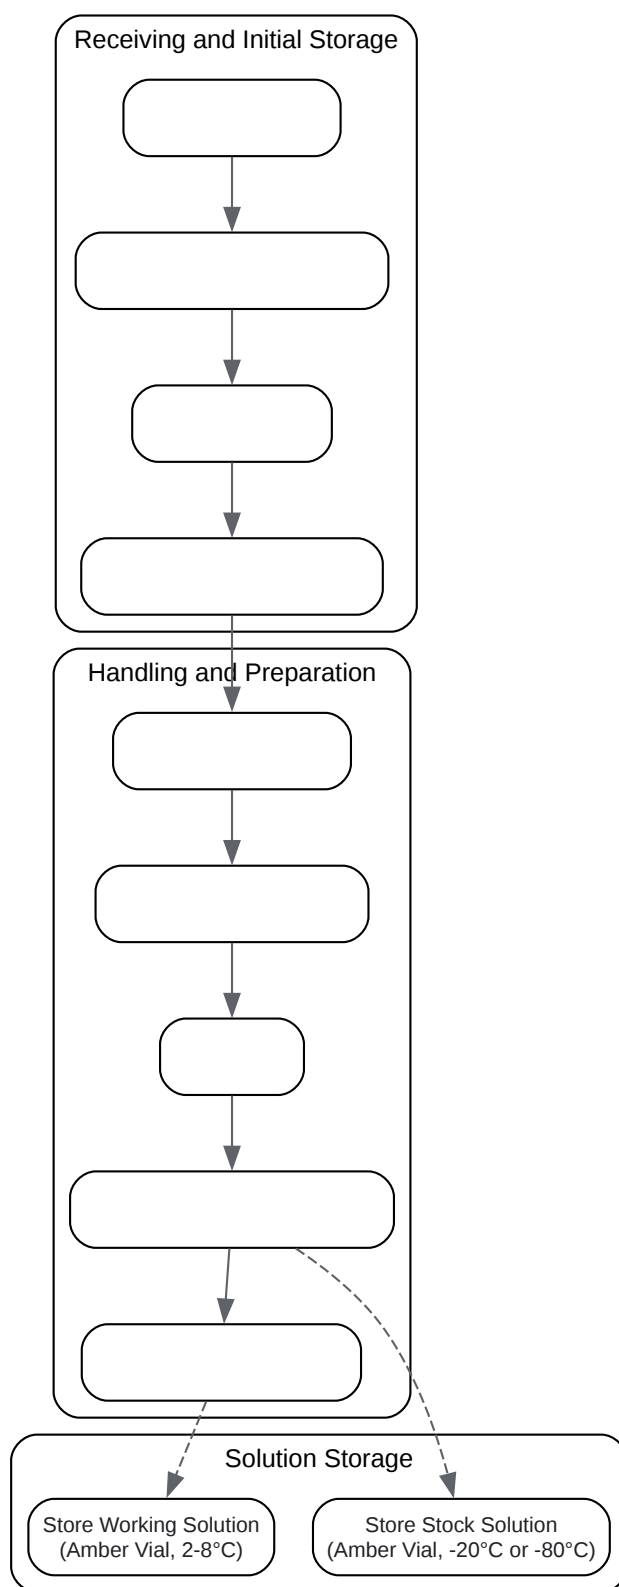 Receiving and Initial Storage
Handling and Preparation
Solution Storage
Store Working Solution
(Amber Vial, 2-8°C)
Store Stock Solution
(Amber Vial, -20°C or -80°C)